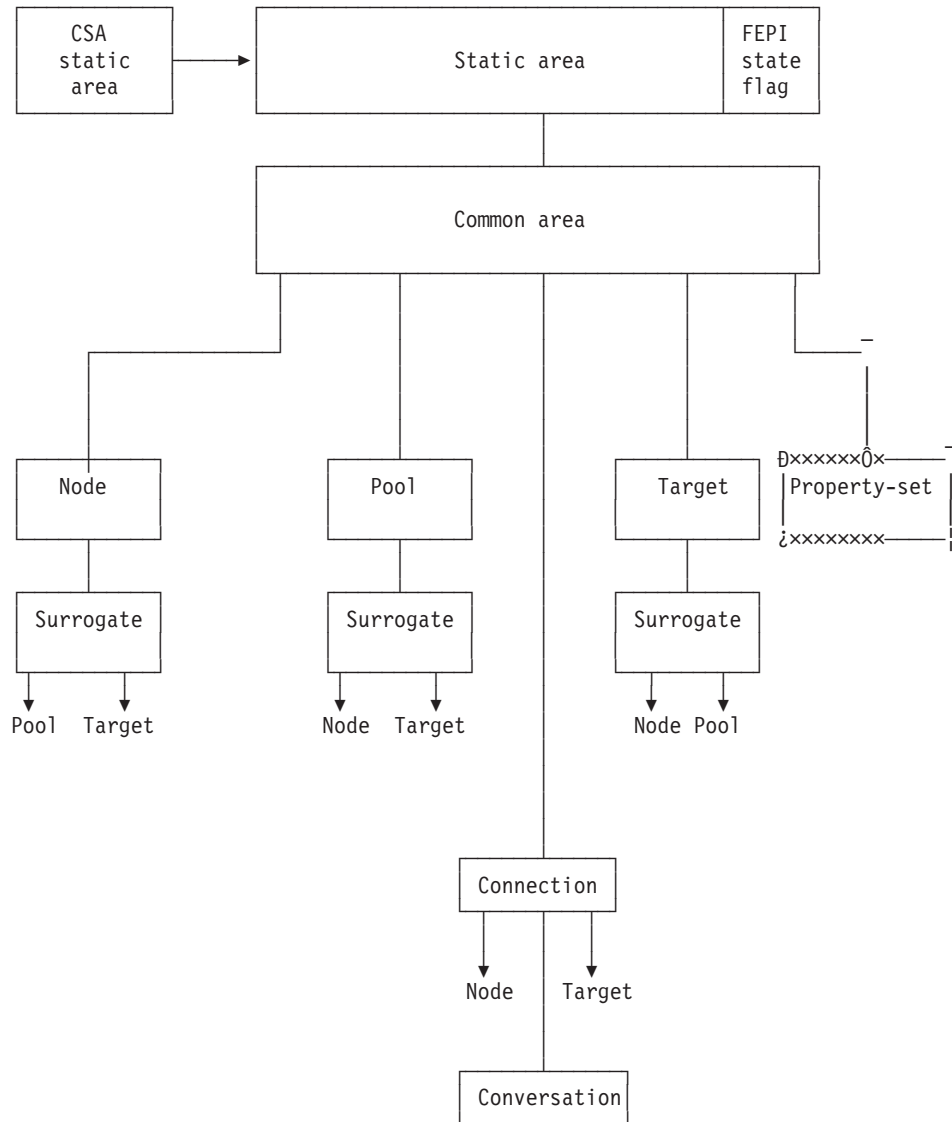 CSA
static
area
Static area
FEPI
state
flag
Common area
Node
Pool
Target
Ð××××××Ô×
Property-set
¿××××××××
Surrogate
Surrogate
Surrogate
Pool Target
Node Target
Node Pool
Connection
Node Target
Conversation